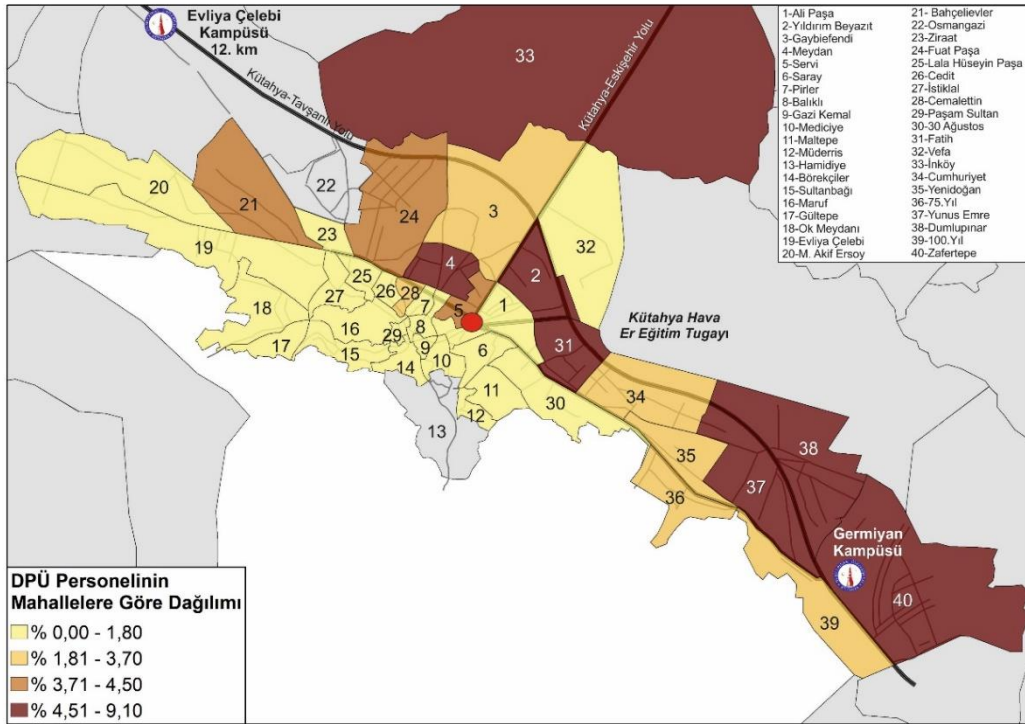 Evliya Çelebi
Kampüsü
12. km
Kütahya-Tavşanlı Yolu
Kütahya-Eskişehir Yolu
1-Ali Paşa
2-Yıldırım Beyazıt
3-Gaybiefendi
4-Meydan
5-Servi
6-Saray
7-Pirler
8-Balıklı
9-Gazi Kemal
10-Mediciye
11-Maltepe
12-Müderris
13-Hamidiye
14-Börekçiler
15-Sultanbağı
16-Maruf
17-Gültepe
18-Ok Meydanı
19-Evliya Çelebi
20-M. Akif Ersoy
21- Bahçelievler
22-Osmangazi
23-Ziraat
24-Fuat Paşa
25-Lala Hüseyin Paşa
26-Cedit
27-İstiklal
28-Cemalettin
29-Paşam Sultan
30-30 Ağustos
31-Fatih
32-Vefa
33-İnköy
34-Cumhuriyet
35-Yenidoğan
36-75.Yıl
37-Yunus Emre
38-Dumlupınar
39-100.Yıl
40-Zafertepe
33
20
21
22
23
24
3
32
19
4
2
25
26
28
27
5
1
18
7
16
29
8
17
15
9
6
31
14
10
11
12
13
30
34
35
36
37
38
39
40
Kütahya Hava
Er Eğitim Tugayı
Germiyan
Kampüsü
DPÜ Personelinin
Mahallelere Göre Dağılımı
% 0,00 - 1,80
% 1,81 - 3,70
% 3,71 - 4,50
% 4,51 - 9,10